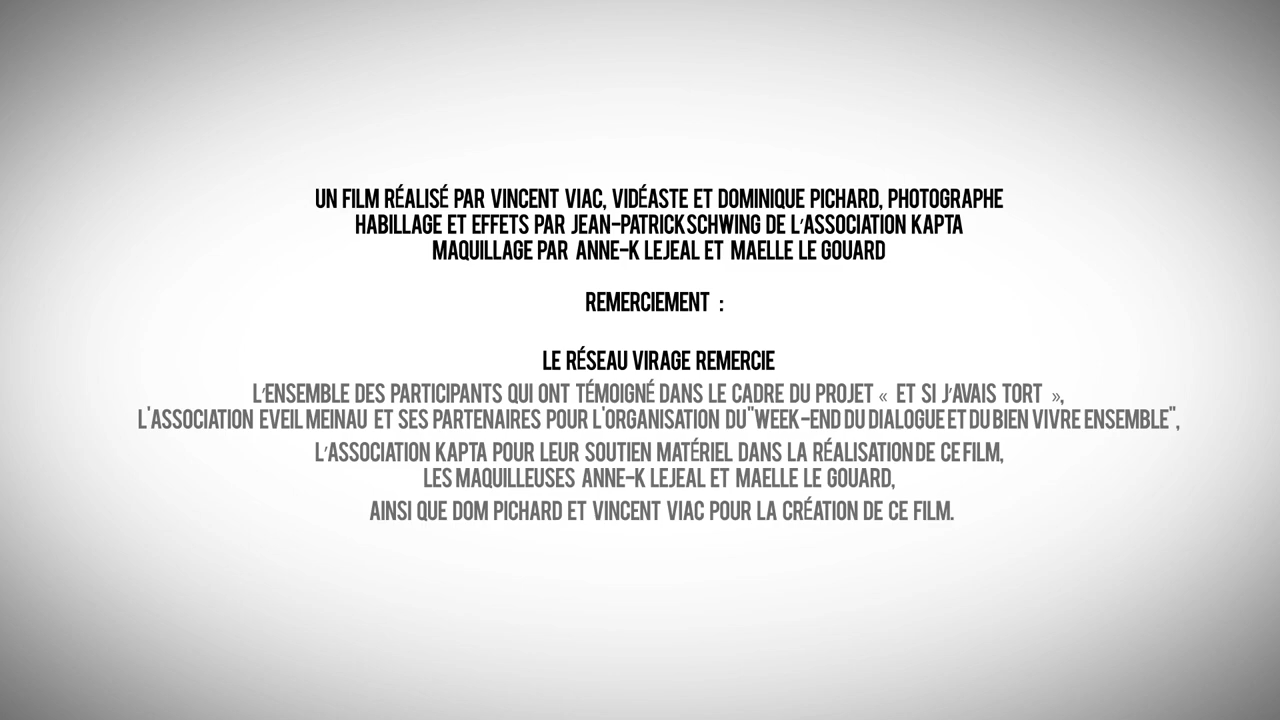 UN FILM RÉALISÉ PAR VINCENT VIAC, VIDÉASTE ET DOMINIQUE PICHARD, PHOTOGRAPHE
HABILLAGE ET EFFETS PAR JEAN-PATRICK SCHWING DE L'ASSOCIATION KAPTA
MAQUILLAGE PAR ANNE-K LEJEAL ET MAELLE LE GOUARD
REMERCIEMENT :
LE RÉSEAU VIRAGE REMERCIE
L'ENSEMBLE DES PARTICIPANTS QUI ONT TÉMOIGNÉ DANS LE CADRE DU PROJET « ET SI J'AVAIS TORT »,
L'ASSOCIATION EVEIL MEINAU ET SES PARTENAIRES POUR L'ORGANISATION DU "WEEK-END DU DIALOGUE ET DU BIEN VIVRE ENSEMBLE",
L'ASSOCIATION KAPTA POUR LEUR SOUTIEN MATÉRIEL DANS LA RÉALISATION DE CE FILM,
LES MAQUILLEUSES ANNE-K LEJEAL ET MAELLE LE GOUARD,
AINSI QUE DOM PICHARD ET VINCENT VIAC POUR LA CRÉATION DE CE FILM.